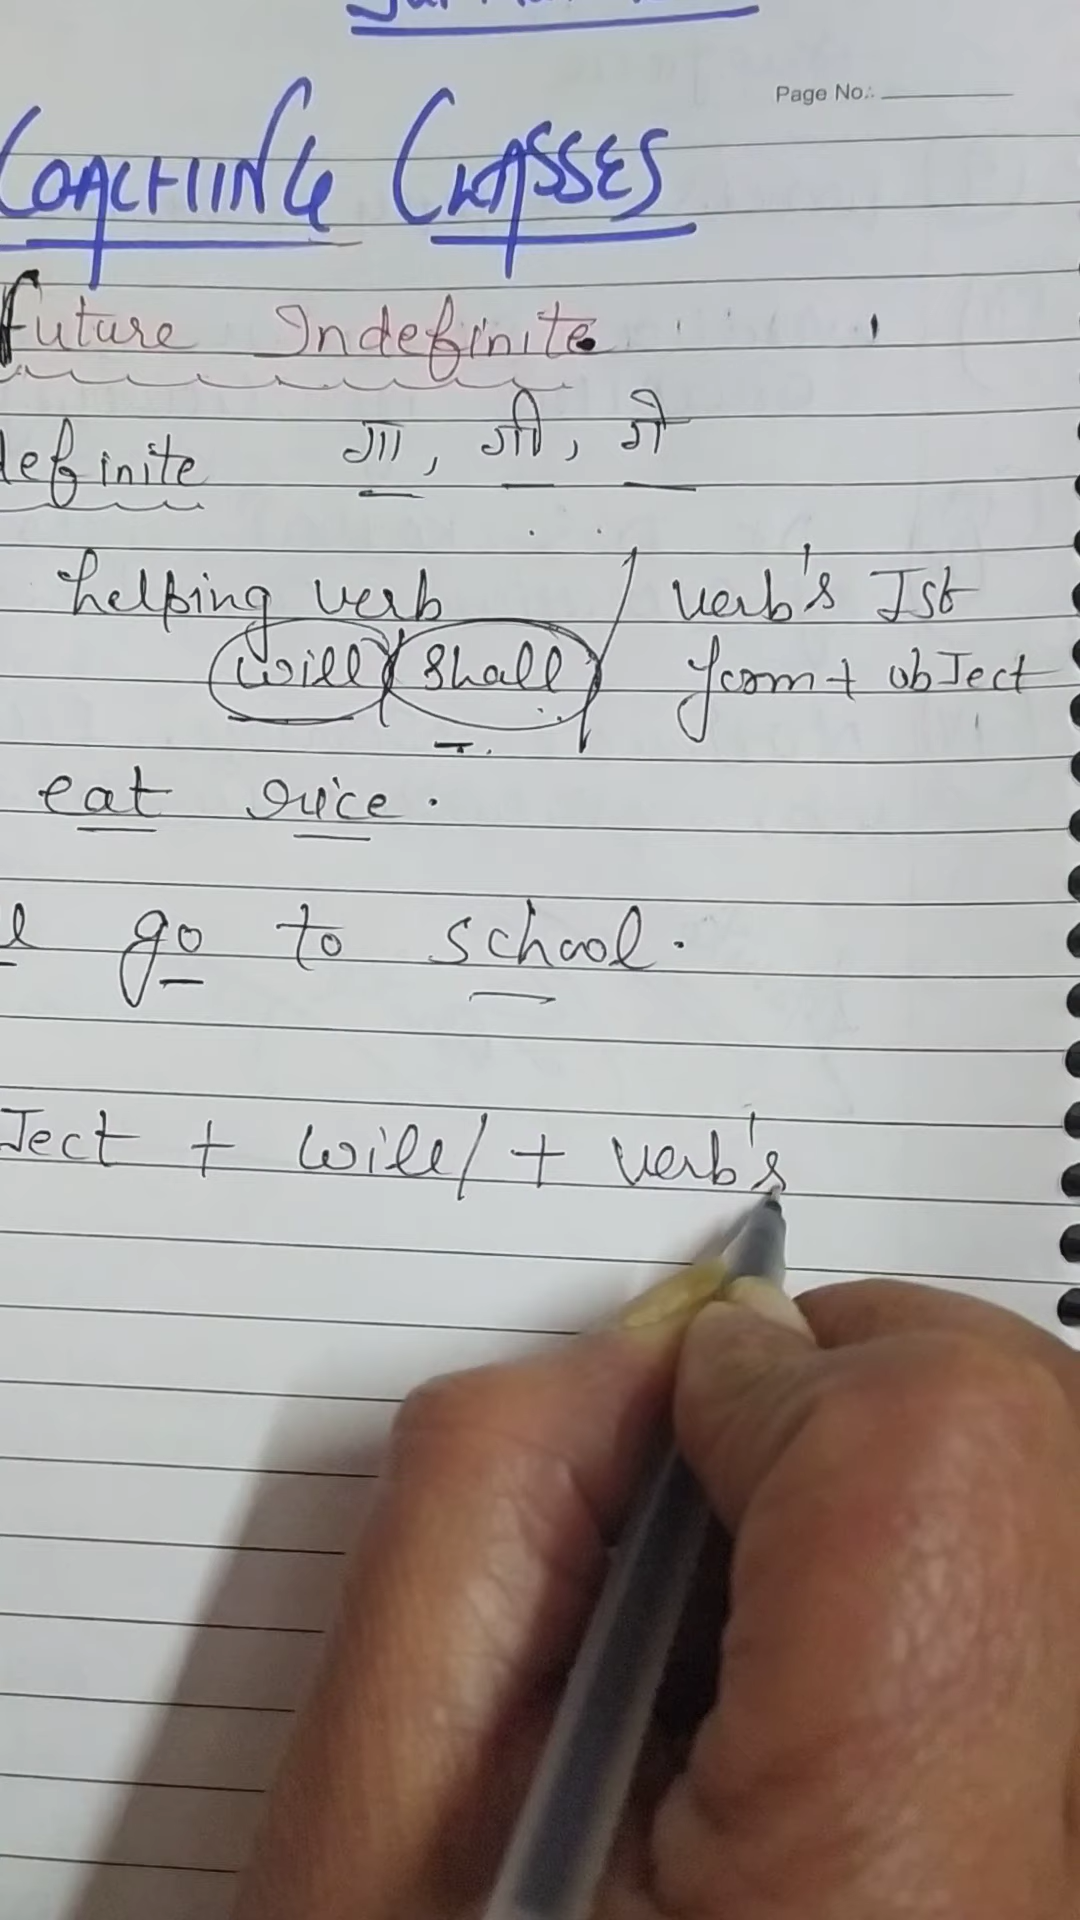 Page No.:
COACHING CLASSES
Future Indefinite.
definite गा, गी, गे
helping verb / verb's Ist
will shall form + obJect
eat rice.
go to school.
Ject + will/ + verb's